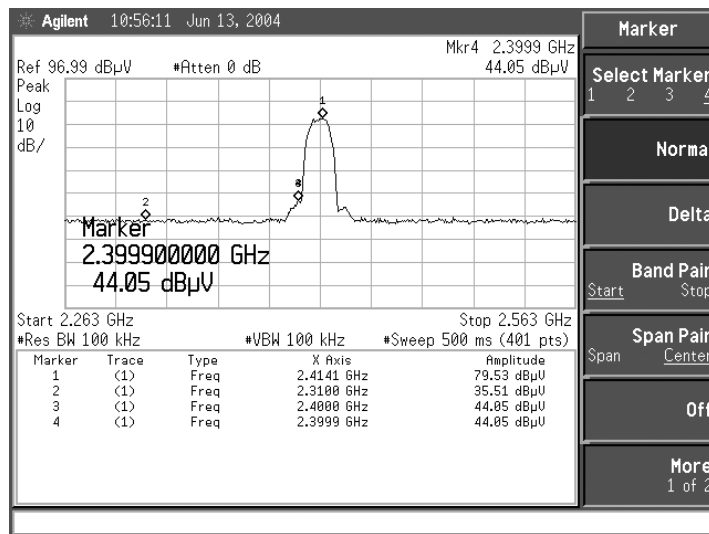 Agilent 10:56:11 Jun 13, 2004
Mkr4 2.3999 GHz
Ref 96.99 dBµV #Atten 0 dB 44.05 dBµV
Peak
Log
10
dB/
1
2
Marker
2.399900000 GHz
44.05 dBµV
Start 2.263 GHz Stop 2.563 GHz
#Res BW 100 kHz #VBW 100 kHz #Sweep 500 ms (401 pts)
Marker Trace Type X Axis Amplitude
1 (1) Freq 2.4141 GHz 79.53 dBµV
2 (1) Freq 2.3100 GHz 35.51 dBµV
3 (1) Freq 2.4000 GHz 44.05 dBµV
4 (1) Freq 2.3999 GHz 44.05 dBµV
Marker
Select Marker
1 2 3 4
Norma
Delta
Band Pair
Start Stop
Span Pair
Span Center
Off
More
1 of 2